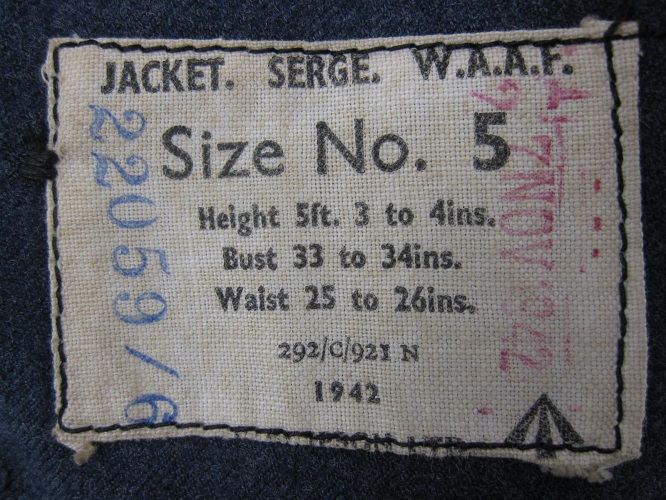 JACKET. SERGE. W.A.A.F.
Size No. 5
Height 5ft. 3 to 4ins.
Bust 33 to 34ins.
Waist 25 to 26ins.
292/C/921 N
1942
22059/6
7 NOV 1942